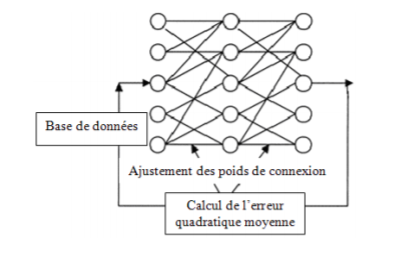 Base de données
Ajustement des poids de connexion
Calcul de l'erreur
quadratique moyenne